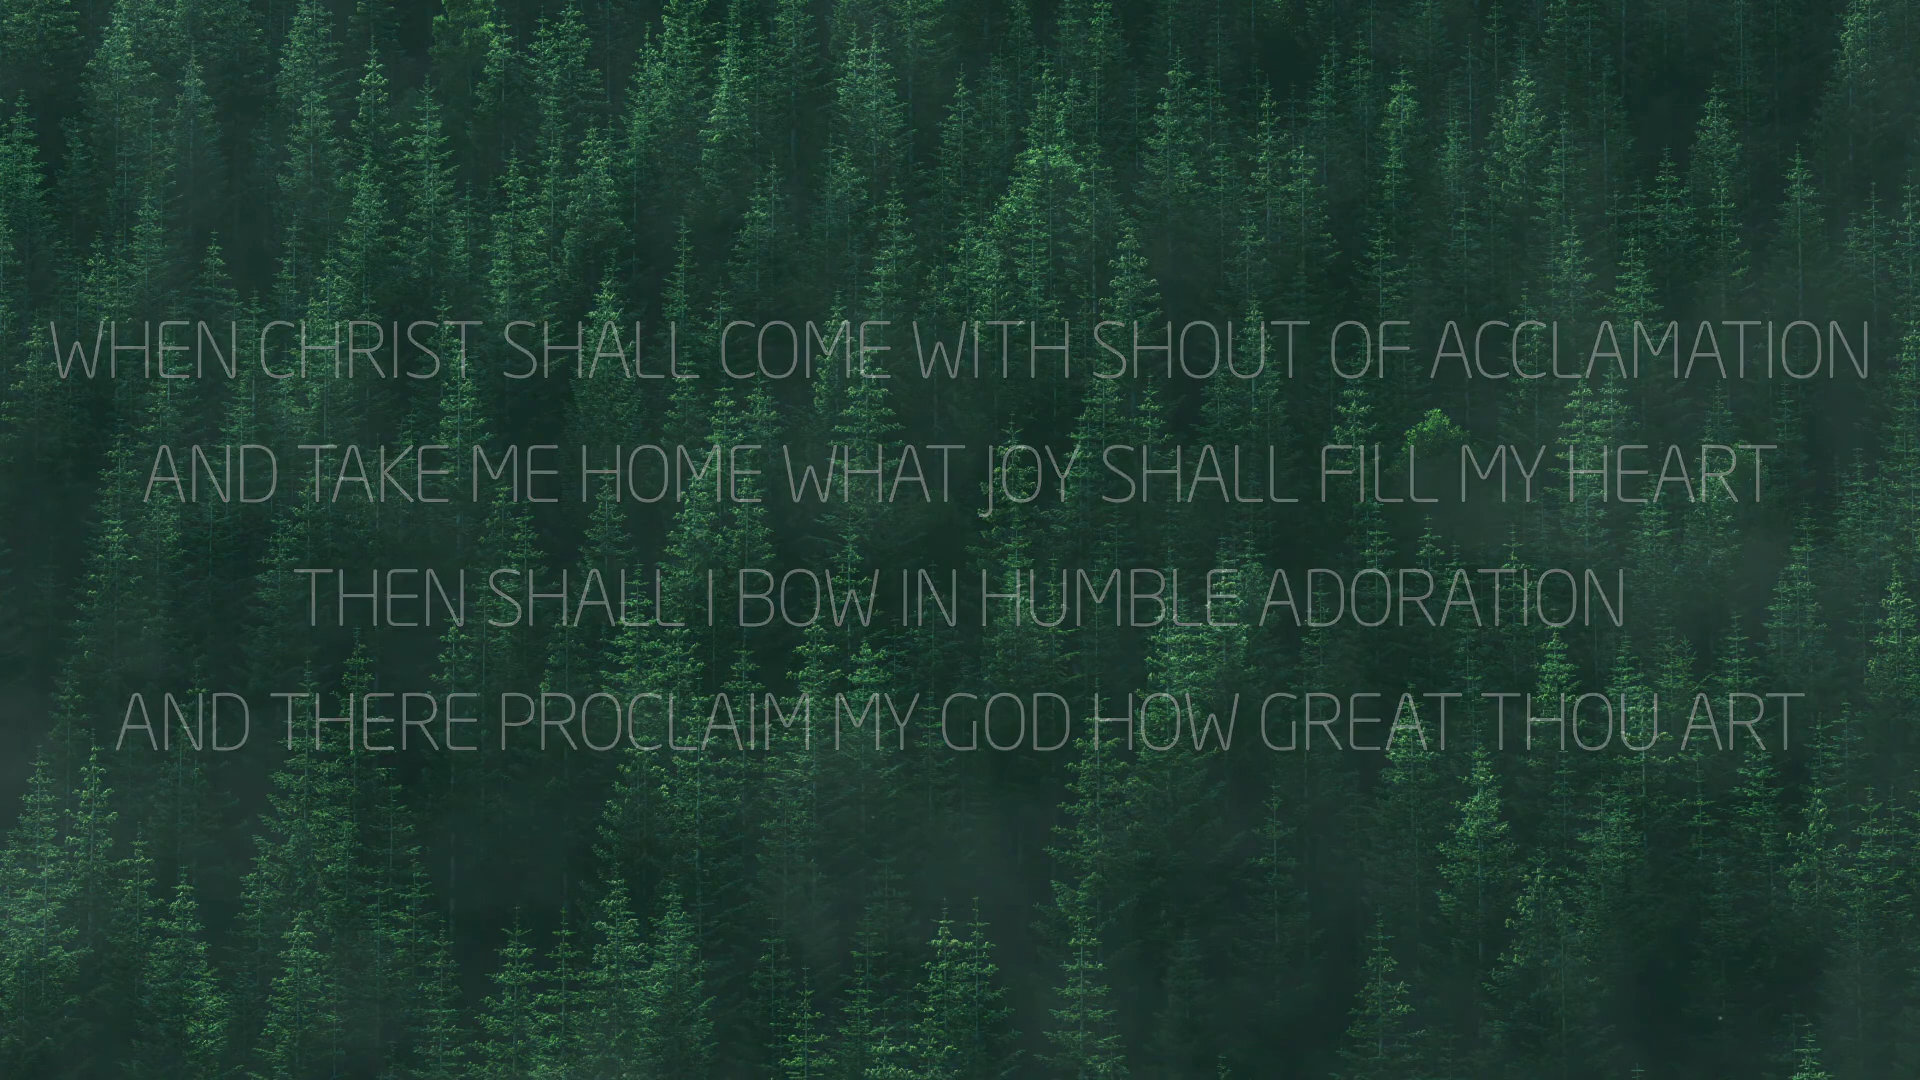 WHEN CHRIST SHALL COME WITH SHOUT OF ACCLAMATION
AND TAKE ME HOME WHAT JOY SHALL FILL MY HEART
THEN SHALL I BOW IN HUMBLE ADORATION
AND THERE PROCLAIM MY GOD HOW GREAT THOU ART